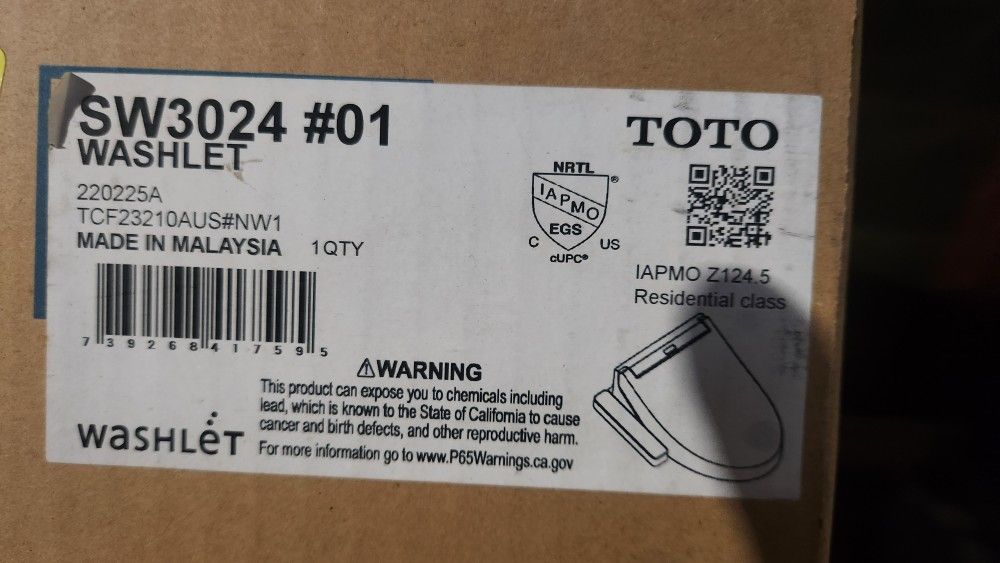 SW3024 #01
WASHLET
220225A
TCF23210AUS#NW1
MADE IN MALAYSIA 1 QTY
7 39268 41759 5
WASHLET
TOTO
NRTL
®
IAPMO
EGS
C US
cUPC®
IAPMO Z124.5
Residential class
⚠WARNING
This product can expose you to chemicals including
lead, which is known to the State of California to cause
cancer and birth defects, and other reproductive harm.
For more information go to www.P65Warnings.ca.gov